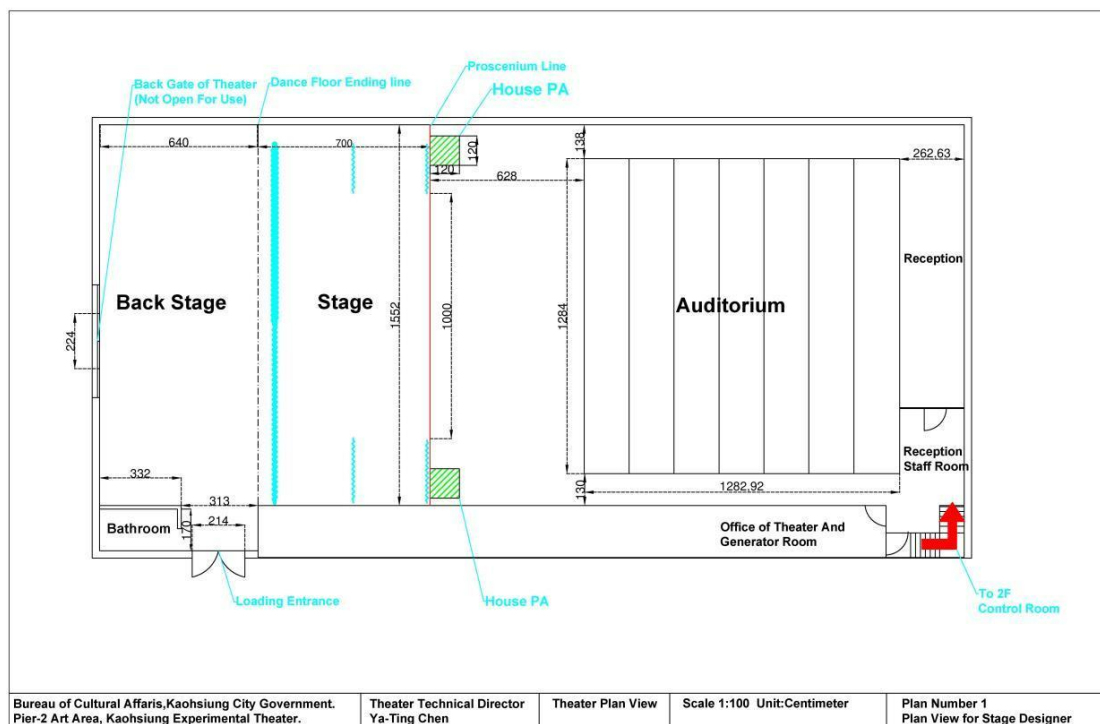 Proscenium Line
Back Gate of Theater
(Not Open For Use)
Dance Floor Ending line
House PA
640
700
120
120
138
262,63
628
Reception
Back Stage
Stage
1552
1000
1284
Auditorium
224
332
313
Reception
Staff Room
130
1282,92
Bathroom
170
214
Office of Theater And
Generator Room
Loading Entrance
House PA
To 2F
Control Room
Bureau of Cultural Affaris,Kaohsiung City Government.
Pier-2 Art Area, Kaohsiung Experimental Theater.
Theater Technical Director
Ya-Ting Chen
Theater Plan View
Scale 1:100 Unit:Centimeter
Plan Number 1
Plan View for Stage Designer